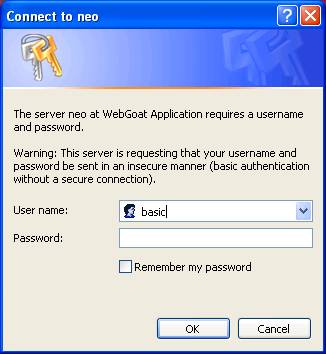 Connect to neo
The server neo at WebGoat Application requires a username
and password.
Warning: This server is requesting that your username and
password be sent in an insecure manner (basic authentication
without a secure connection).
User name:
basic
Password:
Remember my password
OK
Cancel